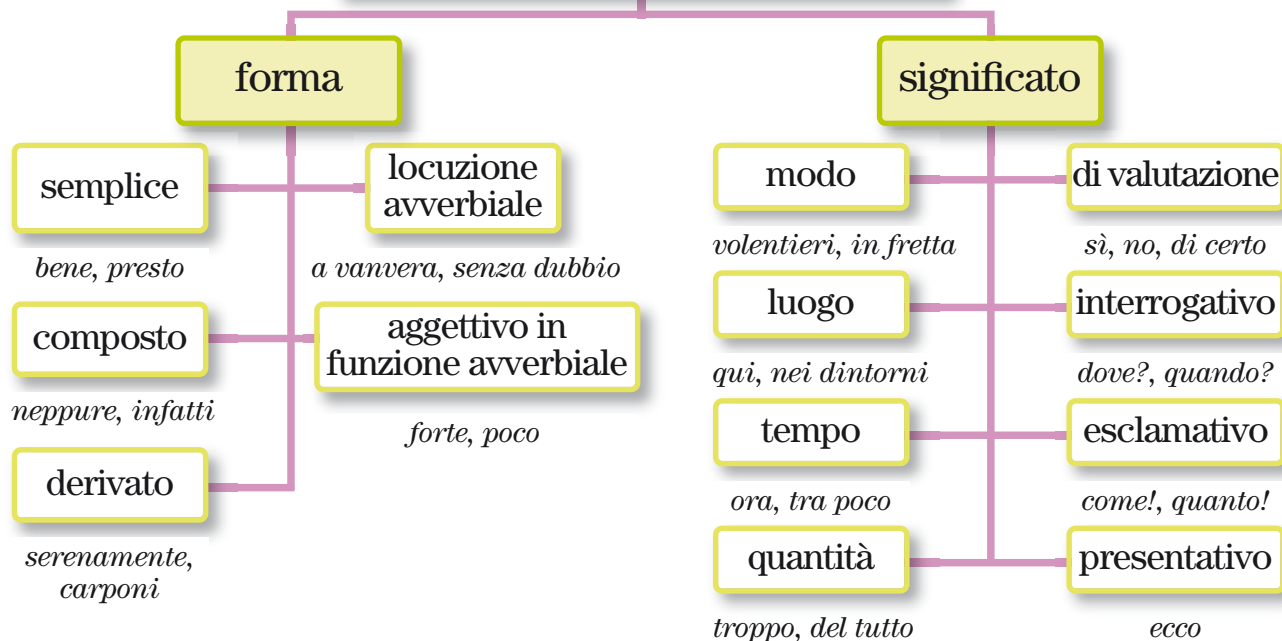 forma
semplice
bene, presto
locuzione
avverbiale
a vanvera, senza dubbio
composto
neppure, infatti
aggettivo in
funzione avverbiale
forte, poco
derivato
serenamente,
carponi
significato
modo
volentieri, in fretta
di valutazione
sì, no, di certo
luogo
qui, nei dintorni
interrogativo
dove?, quando?
tempo
ora, tra poco
esclamativo
come!, quanto!
quantità
troppo, del tutto
presentativo
ecco